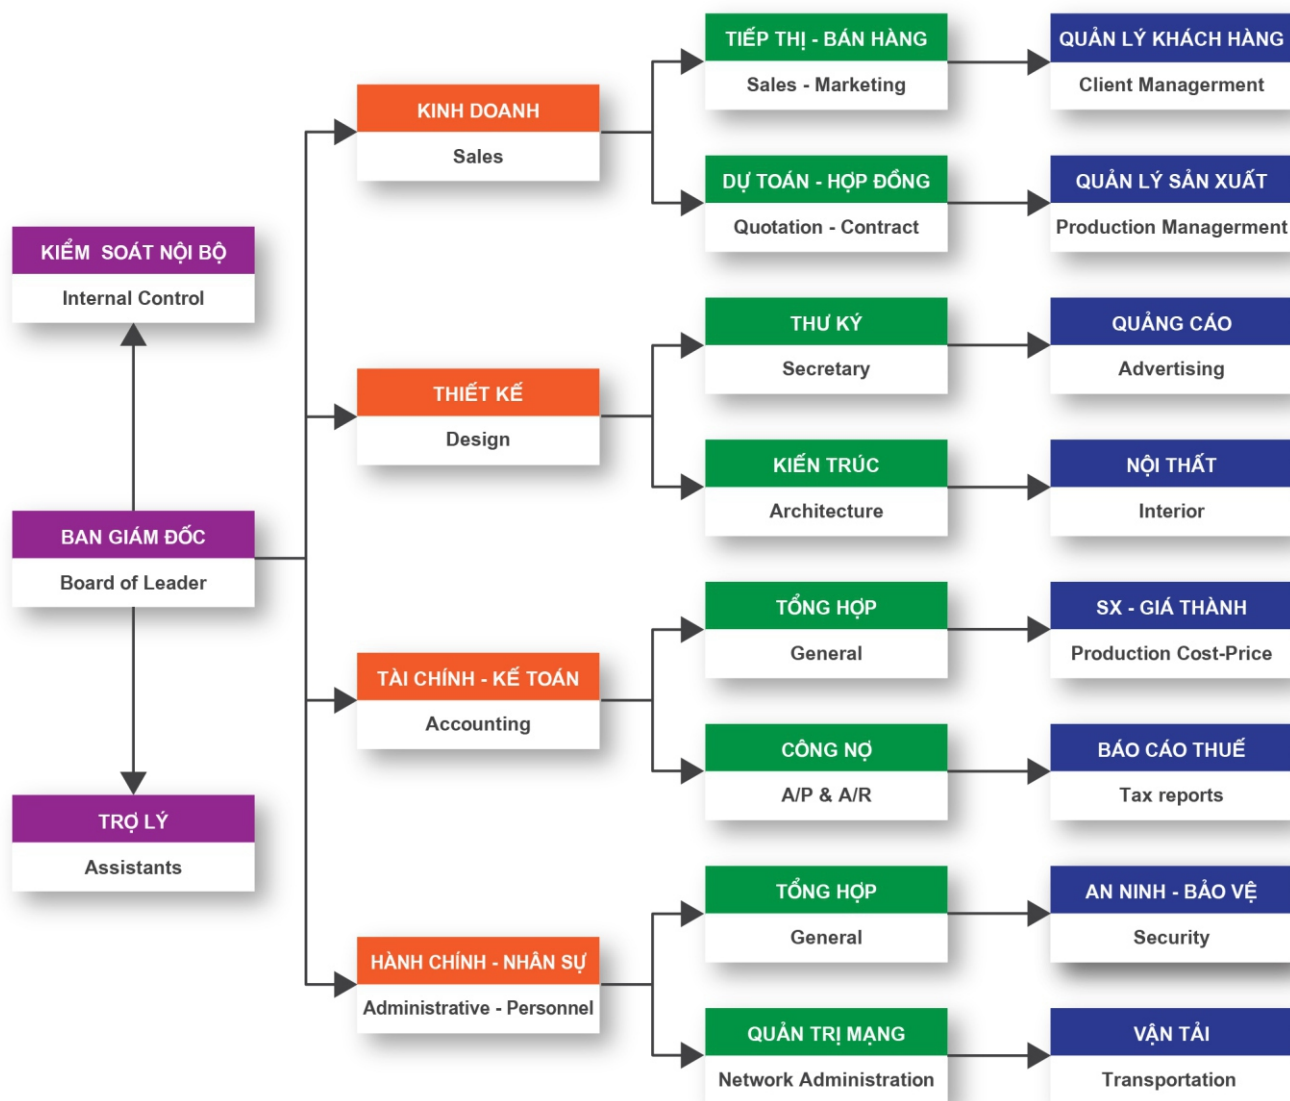 KIỂM SOÁT NỘI BỘ
Internal Control
BAN GIÁM ĐỐC
Board of Leader
TRỢ LÝ
Assistants
KINH DOANH
Sales
THIẾT KẾ
Design
TÀI CHÍNH - KẾ TOÁN
Accounting
HÀNH CHÍNH - NHÂN SỰ
Administrative - Personnel
TIẾP THỊ - BÁN HÀNG
Sales - Marketing
DỰ TOÁN - HỢP ĐỒNG
Quotation - Contract
THƯ KÝ
Secretary
KIẾN TRÚC
Architecture
TỔNG HỢP
General
CÔNG NỢ
A/P & A/R
TỔNG HỢP
General
QUẢN TRỊ MẠNG
Network Administration
QUẢN LÝ KHÁCH HÀNG
Client Managerment
QUẢN LÝ SẢN XUẤT
Production Managerment
QUẢNG CÁO
Advertising
NỘI THẤT
Interior
SX - GIÁ THÀNH
Production Cost-Price
BÁO CÁO THUẾ
Tax reports
AN NINH - BẢO VỆ
Security
VẬN TẢI
Transportation